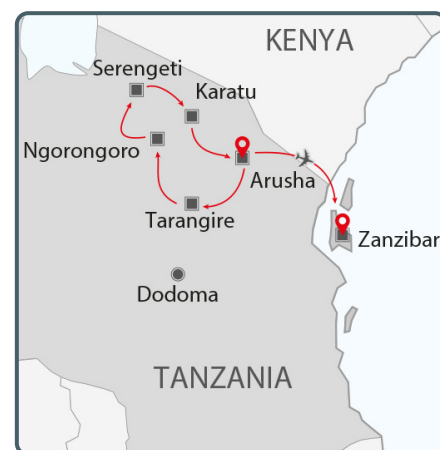 KENYA
Serengeti
Karatu
Ngorongoro
Arusha
Tarangire
Zanzibar
Dodoma
TANZANIA